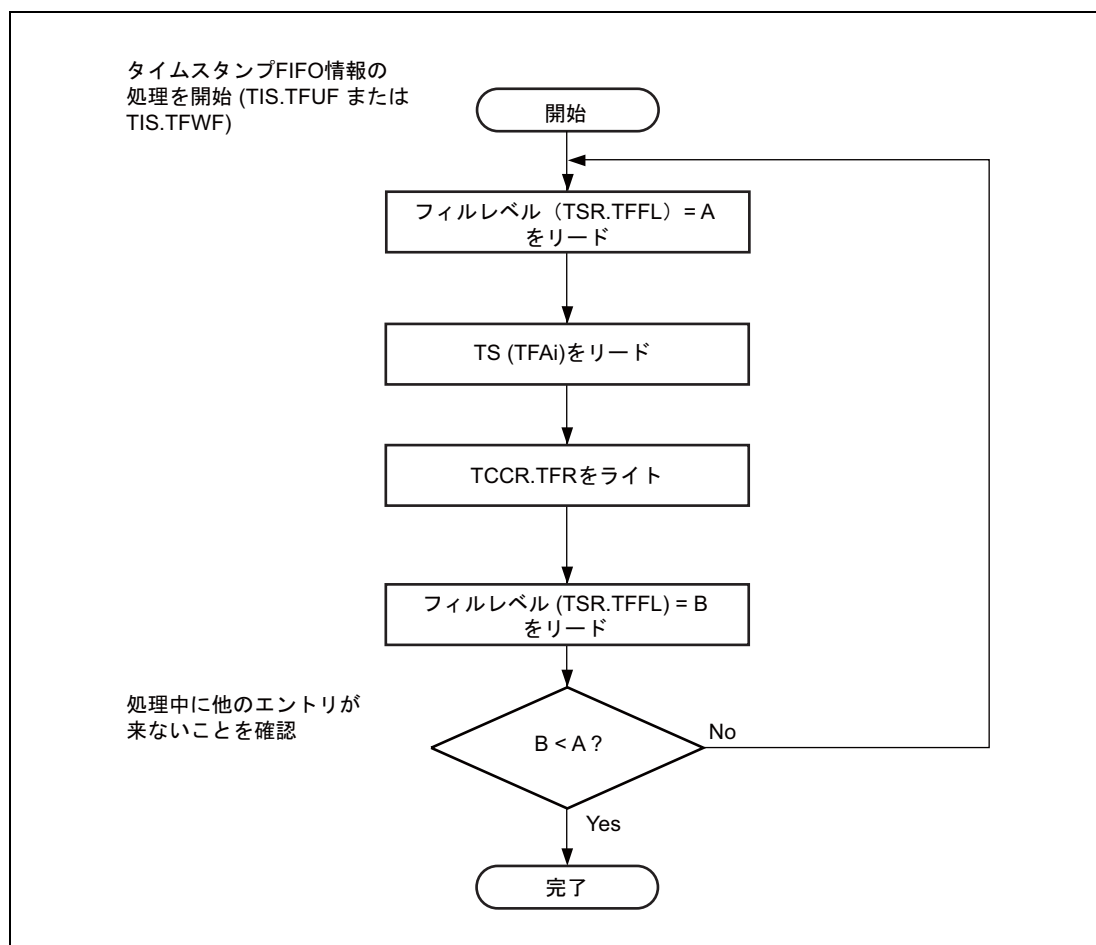 タイムスタンプFIFO情報の
処理を開始 (TIS.TFUF または
TIS.TFWF)
開始
フィルレベル（TSR.TFFL）= A
をリード
TS (TFAi)をリード
TCCR.TFRをライト
フィルレベル (TSR.TFFL) = B
をリード
処理中に他のエントリが
来ないことを確認
B < A ?
No
Yes
完了